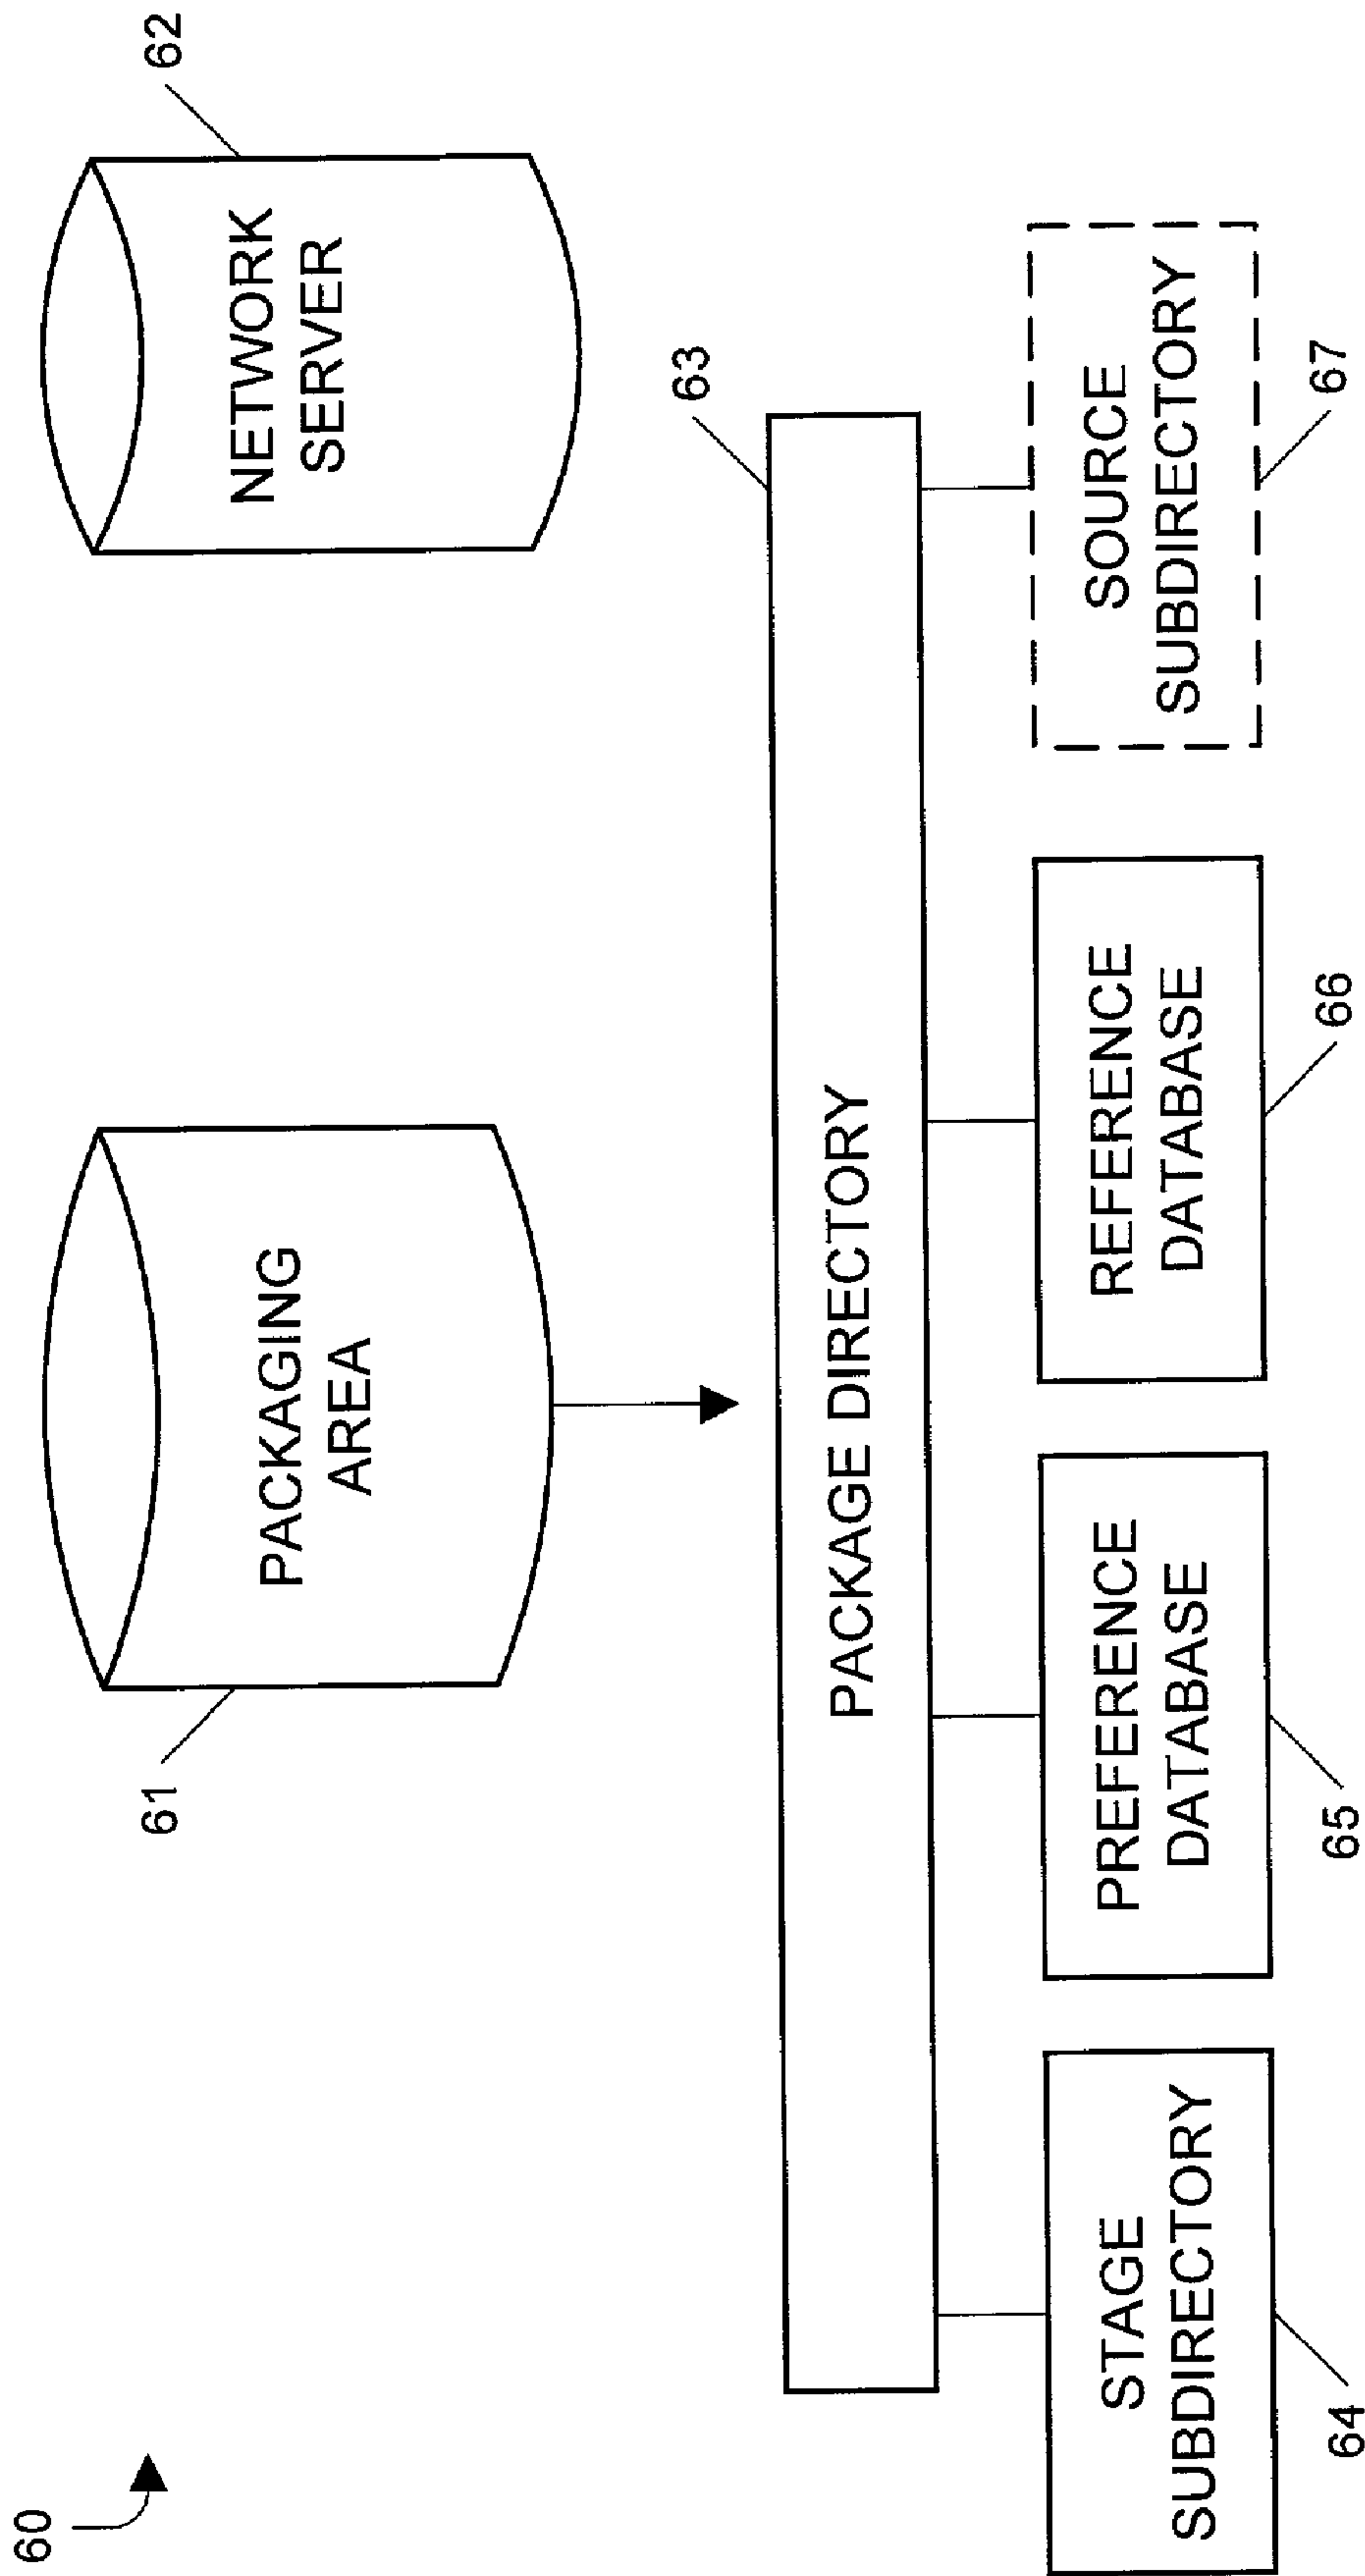 60
61
PACKAGING
AREA
62
NETWORK
SERVER
63
PACKAGE DIRECTORY
STAGE
SUBDIRECTORY
64
PREFERENCE
DATABASE
65
REFERENCE
DATABASE
66
SOURCE
SUBDIRECTORY
67